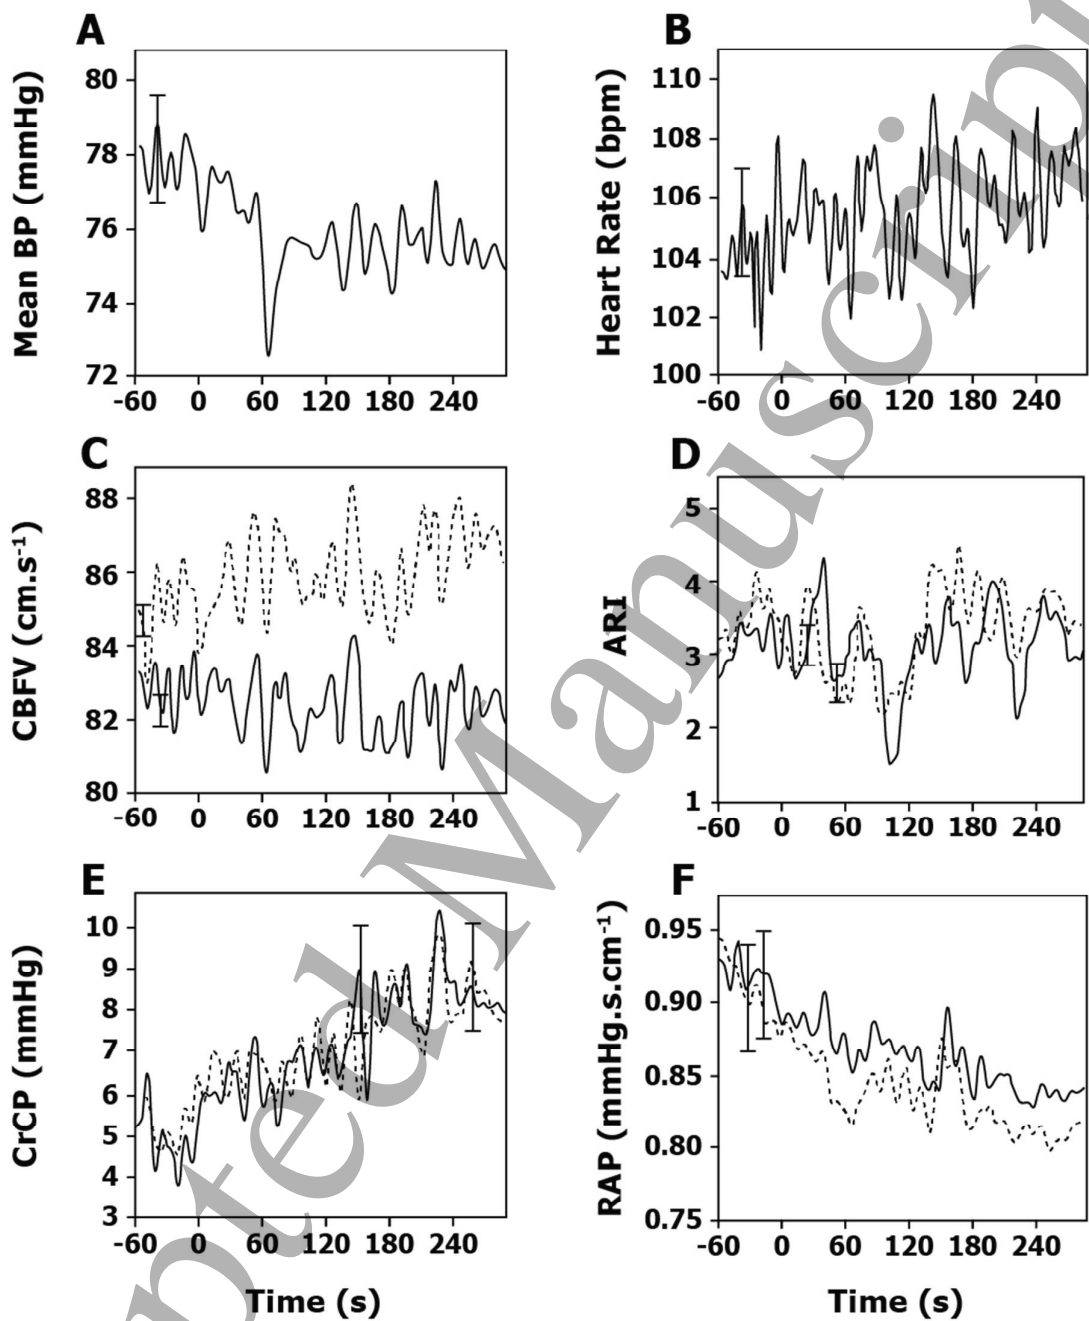 A
Mean BP (mmHg)
80
78
76
74
72
-60 0 60 120 180 240
B
Heart Rate (bpm)
110
108
106
104
102
100
-60 0 60 120 180 240
C
CBFV (cm.s⁻¹)
88
86
84
82
80
-60 0 60 120 180 240
D
ARI
5
4
3
2
1
-60 0 60 120 180 240
E
CrCP (mmHg)
10
9
8
7
6
5
4
3
-60 0 60 120 180 240
Time (s)
F
RAP (mmHg.s.cm⁻¹)
0.95
0.90
0.85
0.80
0.75
-60 0 60 120 180 240
Time (s)
pted Manuscrip